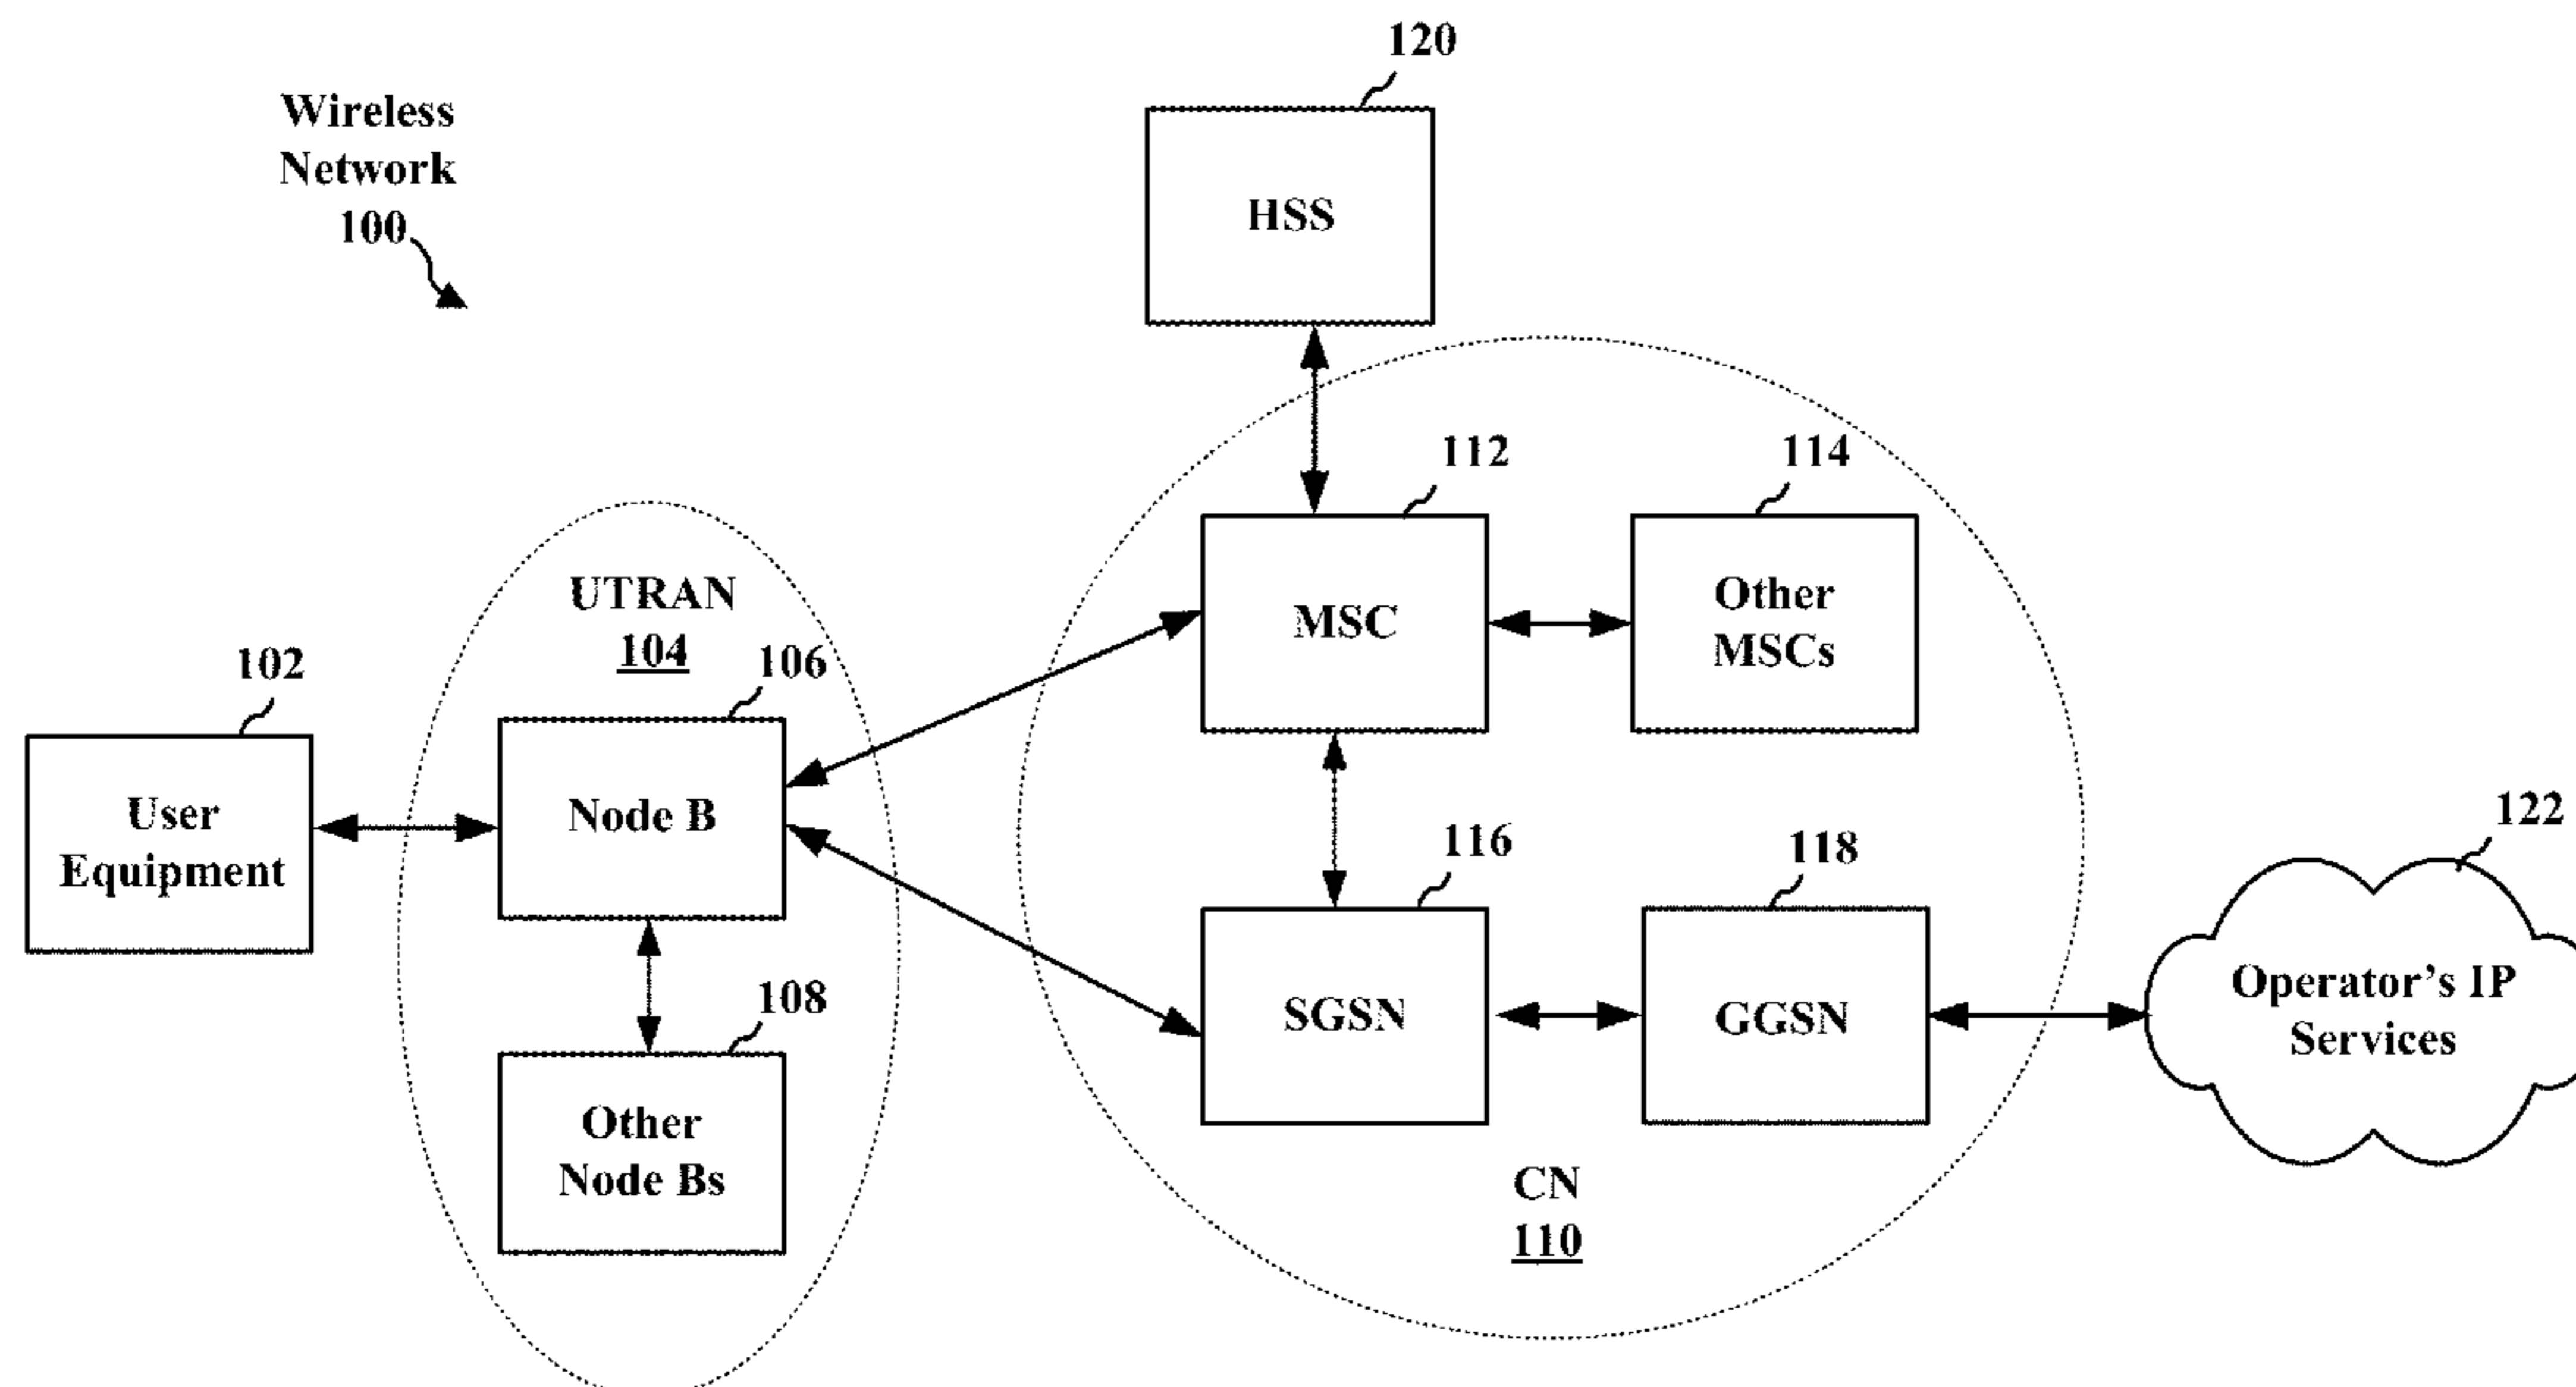 120
Wireless
Network
100
HSS
112
114
UTRAN
104
106
Other
MSCs
MSC
102
User
Equipment
Node B
122
116
118
108
Operator's IP
Services
SGSN
GGSN
Other
Node Bs
CN
110